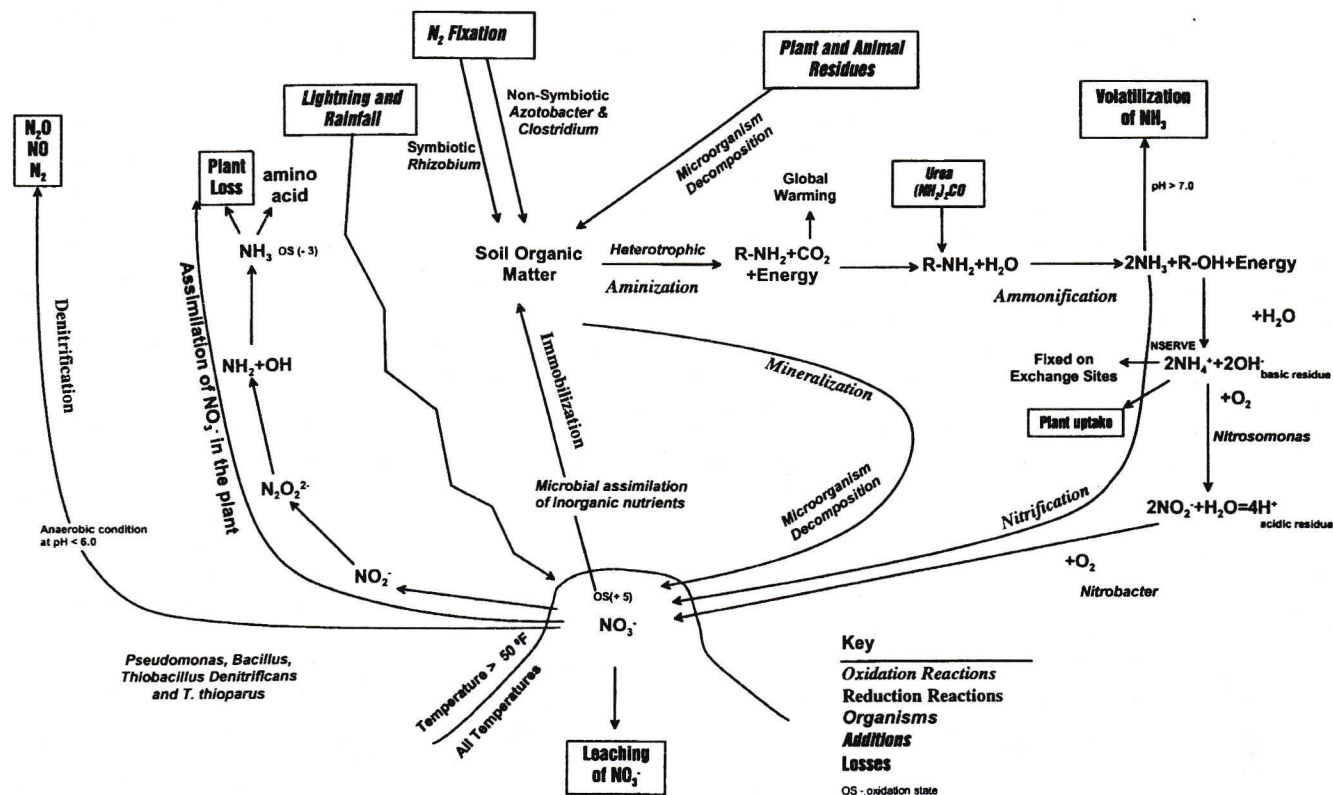 N₂ Fixation
Plant and Animal
Residues
Lightning and
Rainfall
Non-Symbiotic
Azotobacter &
Clostridium
Symbiotic
Rhizobium
Volatilization
of NH₃
N₂O
NO
N₂
Plant
Loss
amino
acid
Microorganism
Decomposition
Global
Warming
Urea
(NH₂)₂CO
pH > 7.0
NH₃ OS (- 3)
Soil Organic
Matter
Heterotrophic
Aminization
R-NH₂+CO₂
+Energy
R-NH₂+H₂O
Ammonification
2NH₃+R-OH+Energy
+H₂O
Denitrification
Assimilation of NO₃⁻ in the plant
NH₂+OH
Immobilization
Mineralization
Fixed on
Exchange Sites
NSERVE
2NH₄⁺+2OH⁻
basic residue
+O₂
Plant uptake
Nitrosomonas
N₂O₂²⁻
Microbial assimilation
of Inorganic nutrients
Microorganism
Decomposition
Nitrification
2NO₂⁻+H₂O=4H⁺
acidic residue
Anaerobic condition
at pH < 6.0
NO₂⁻
+O₂
Nitrobacter
OS(+ 5)
NO₃⁻
Pseudomonas, Bacillus,
Thiobacillus Denitrificans
and T. thioparus
Temperature > 50 ⁰F
All Temperatures
Leaching
of NO₃⁻
Key
Oxidation Reactions
Reduction Reactions
Organisms
Additions
Losses
OS - oxidation state